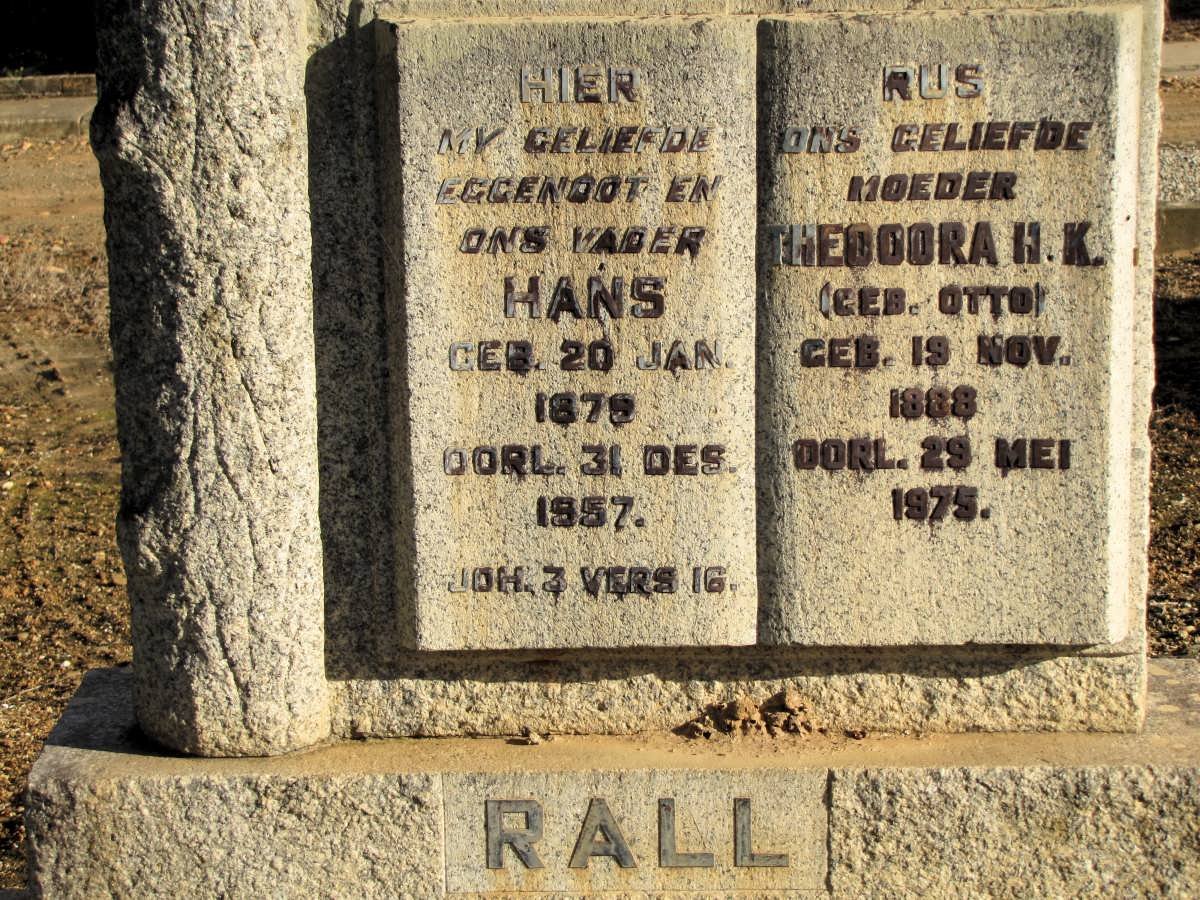 HIER
MY GELIEFDE
EGGENOOT EN
ONS VADER
HANS
GEB. 20 JAN.
1879
OORL. 31 DES.
1957.
JOH. 3 VERS 16.
RUS
ONS GELIEFDE
MOEDER
THEODORA H.K.
(GEB. OTTO)
GEB. 19 NOV.
1888
OORL. 29 MEI
1975.
RALL